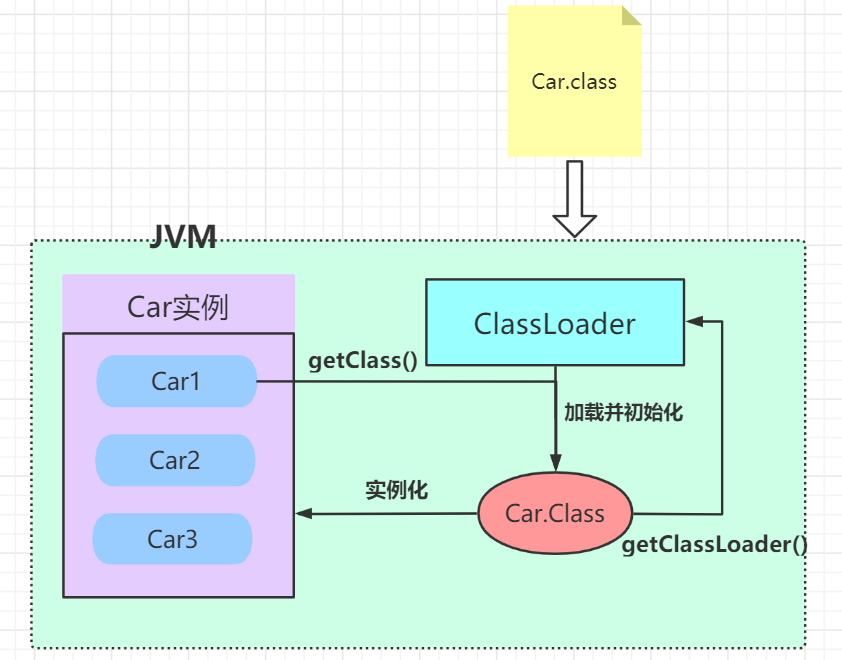 Car.class
JVM
Car实例
ClassLoader
getClass()
Car1
加载并初始化
Car2
实例化
Car.Class
Car3
getClassLoader()